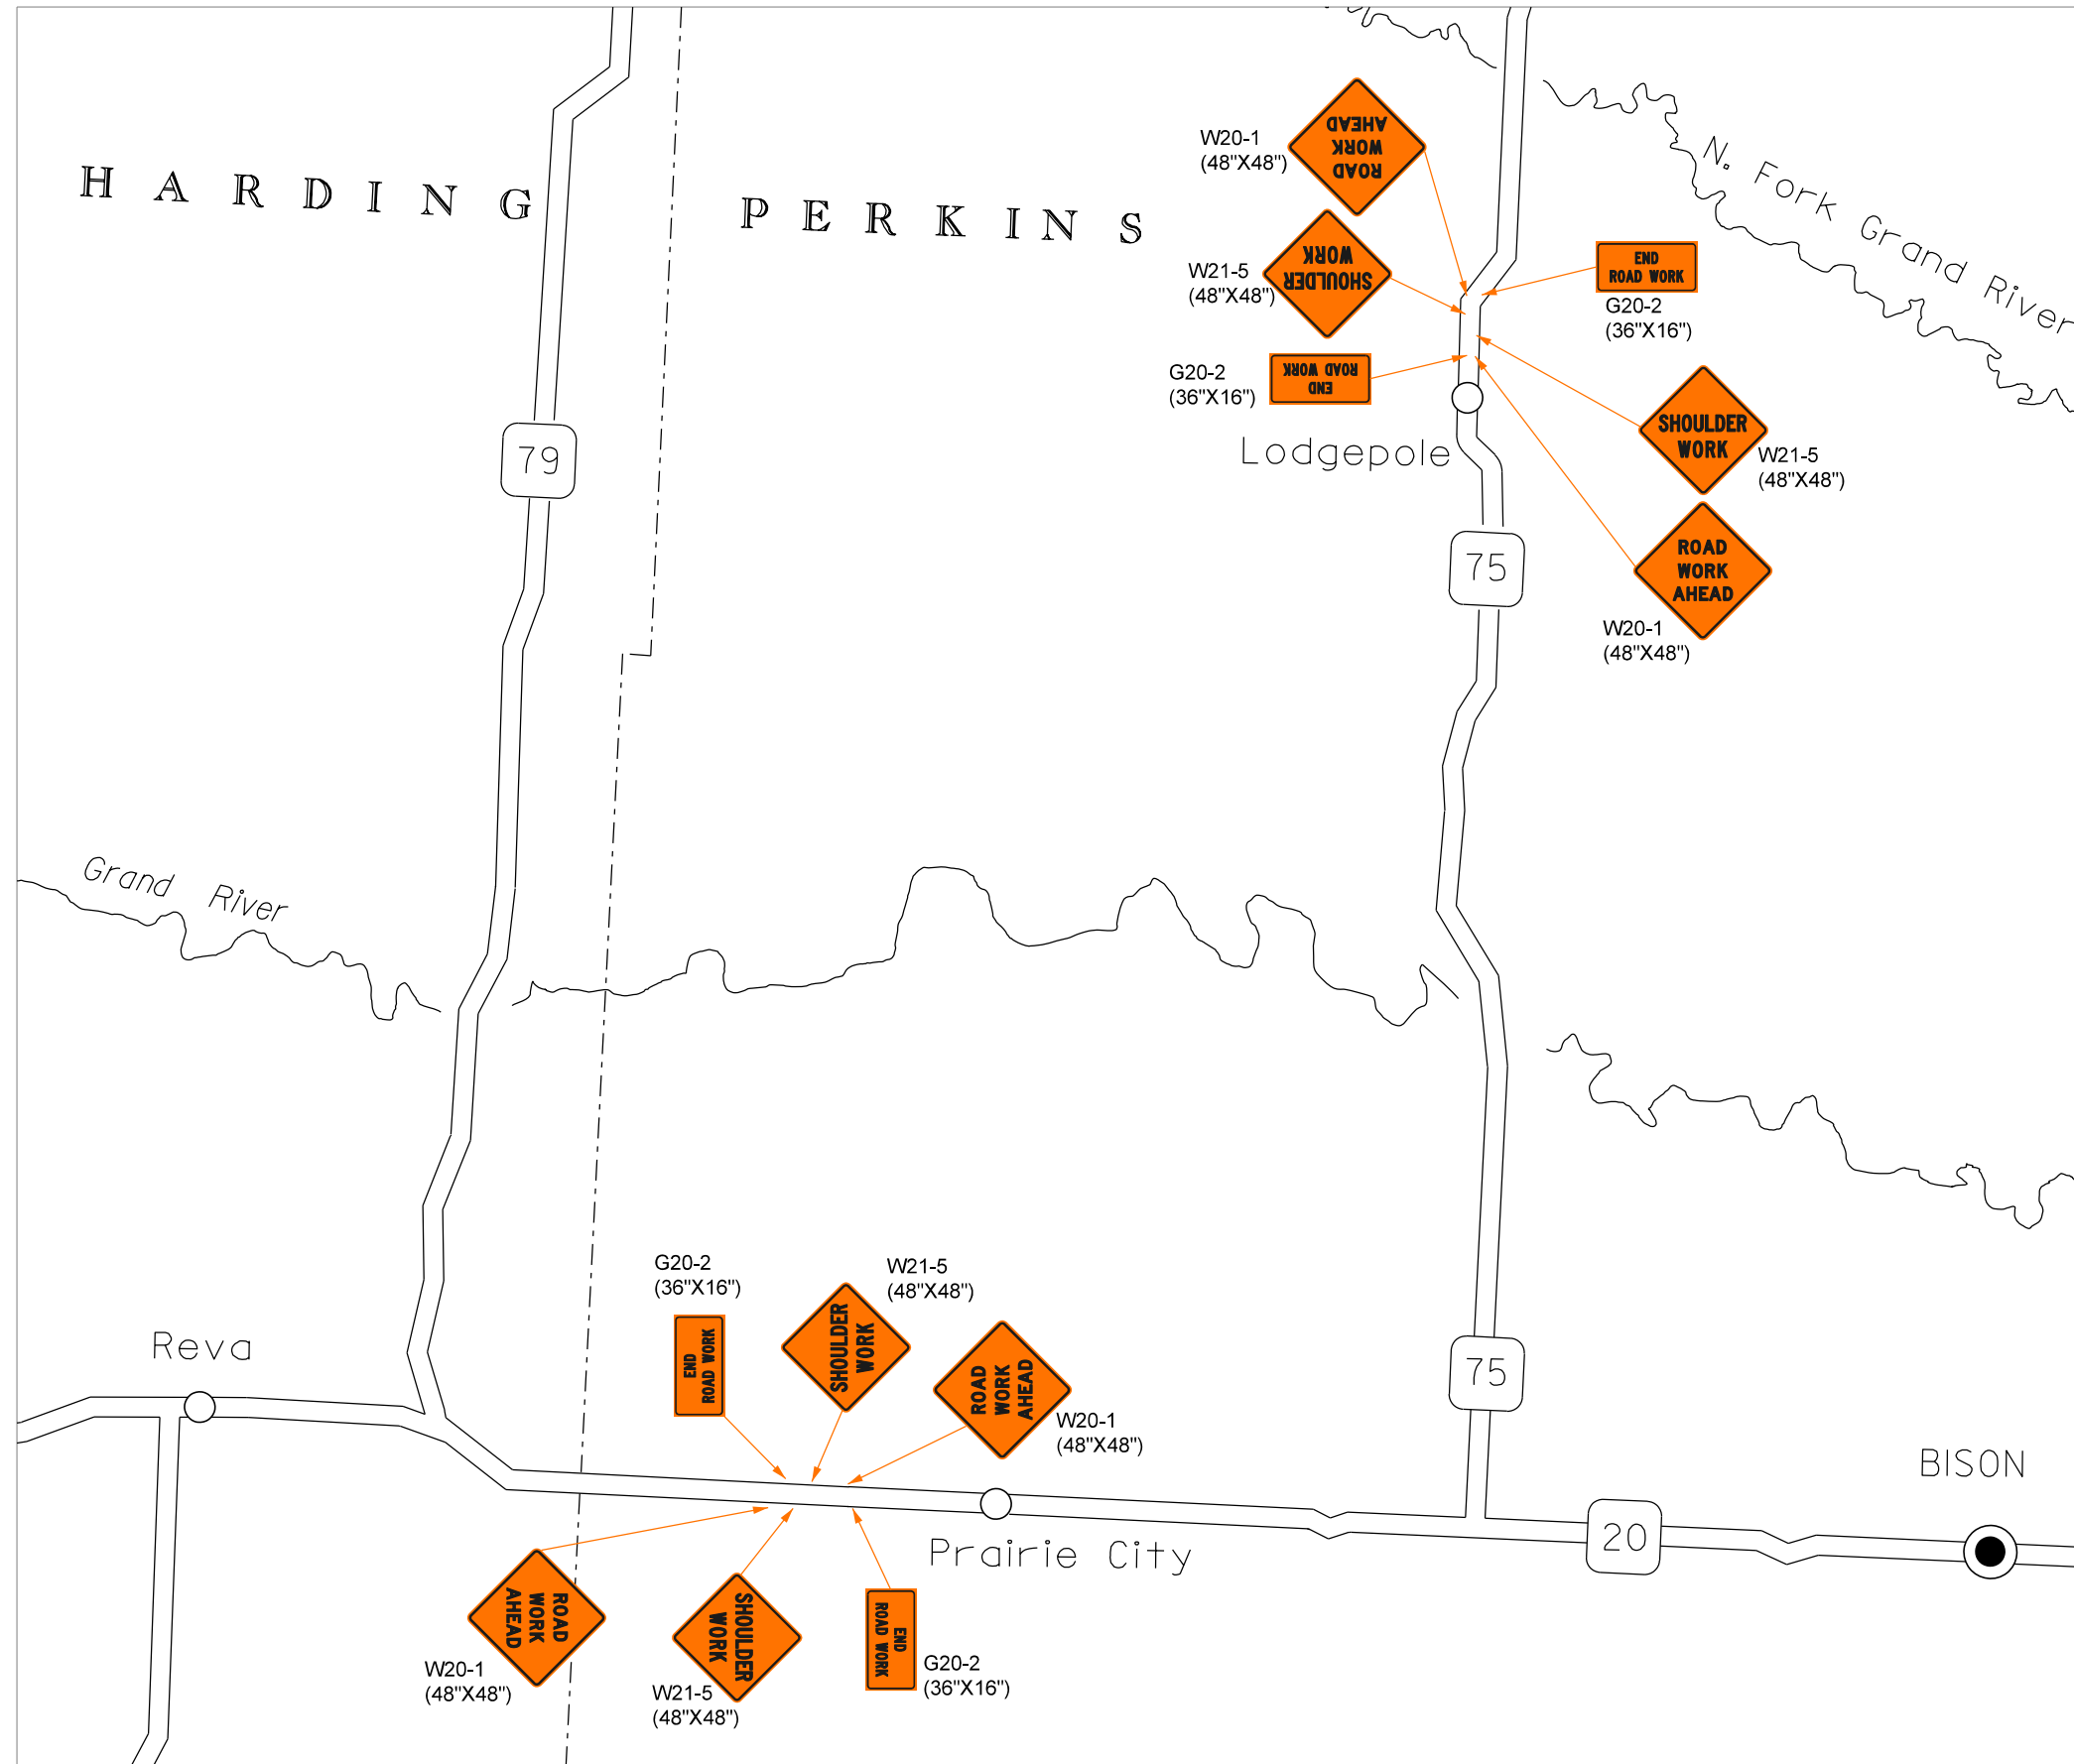 HARDING
PERKINS
W20-1
(48"X48")
ROAD
WORK
AHEAD
N. Fork Grand River
W21-5
(48"X48")
SHOULDER
WORK
END
ROAD WORK
G20-2
(36"X16")
G20-2
(36"X16")
END
ROAD WORK
SHOULDER
WORK
W21-5
(48"X48")
Lodgepole
79
75
ROAD
WORK
AHEAD
W20-1
(48"X48")
Grand River
G20-2
(36"X16")
END
ROAD WORK
W21-5
(48"X48")
SHOULDER
WORK
ROAD
WORK
AHEAD
W20-1
(48"X48")
Reva
75
BISON
20
Prairie City
ROAD
WORK
AHEAD
W20-1
(48"X48")
SHOULDER
WORK
W21-5
(48"X48")
END
ROAD WORK
G20-2
(36"X16")